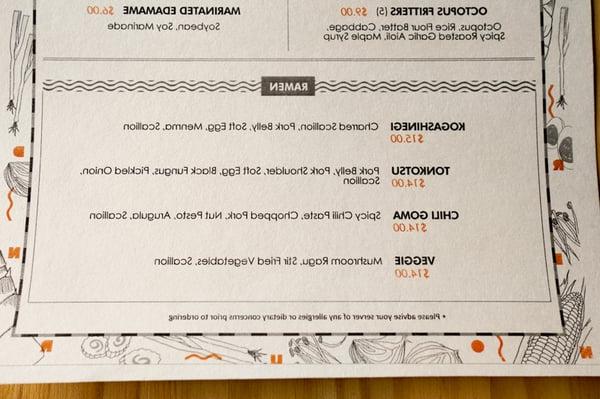 MARINATED EDAMAME $6.00
Soybean, Soy Marinade
OCTOPUS FRITTERS (5) $9.00
Octopus, Rice Flour Batter, Cabbage,
Spicy Roasted Garlic Aioli, Maple Syrup
RAMEN
KOGASHINEGI Charred Scallion, Pork Belly, Soft Egg, Menma, Scallion
$15.00
TONKOTSU Pork Belly, Pork Shoulder, Soft Egg, Black Fungus, Pickled Onion,
$14.00 Scallion
CHILI GOMA Spicy Chili Paste, Chopped Pork, Nut Pesto, Arugula, Scallion
$14.00
VEGGIE Mushroom Ragu, Stir Fried Vegetables, Scallion
$14.00
• Please advise your server of any allergies or dietary concerns prior to ordering